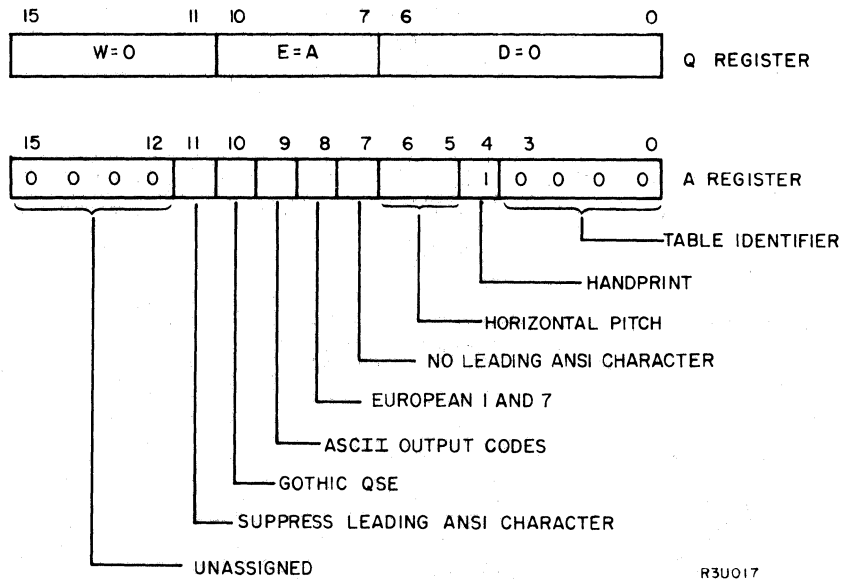 15 11 10 7 6 0
W=0 E=A D=0 Q REGISTER
15 12 11 10 9 8 7 6 5 4 3 0
0 0 0 0 1 0 0 0 0 A REGISTER
TABLE IDENTIFIER
HANDPRINT
HORIZONTAL PITCH
NO LEADING ANSI CHARACTER
EUROPEAN 1 AND 7
ASCII OUTPUT CODES
GOTHIC QSE
SUPPRESS LEADING ANSI CHARACTER
UNASSIGNED
R3U017